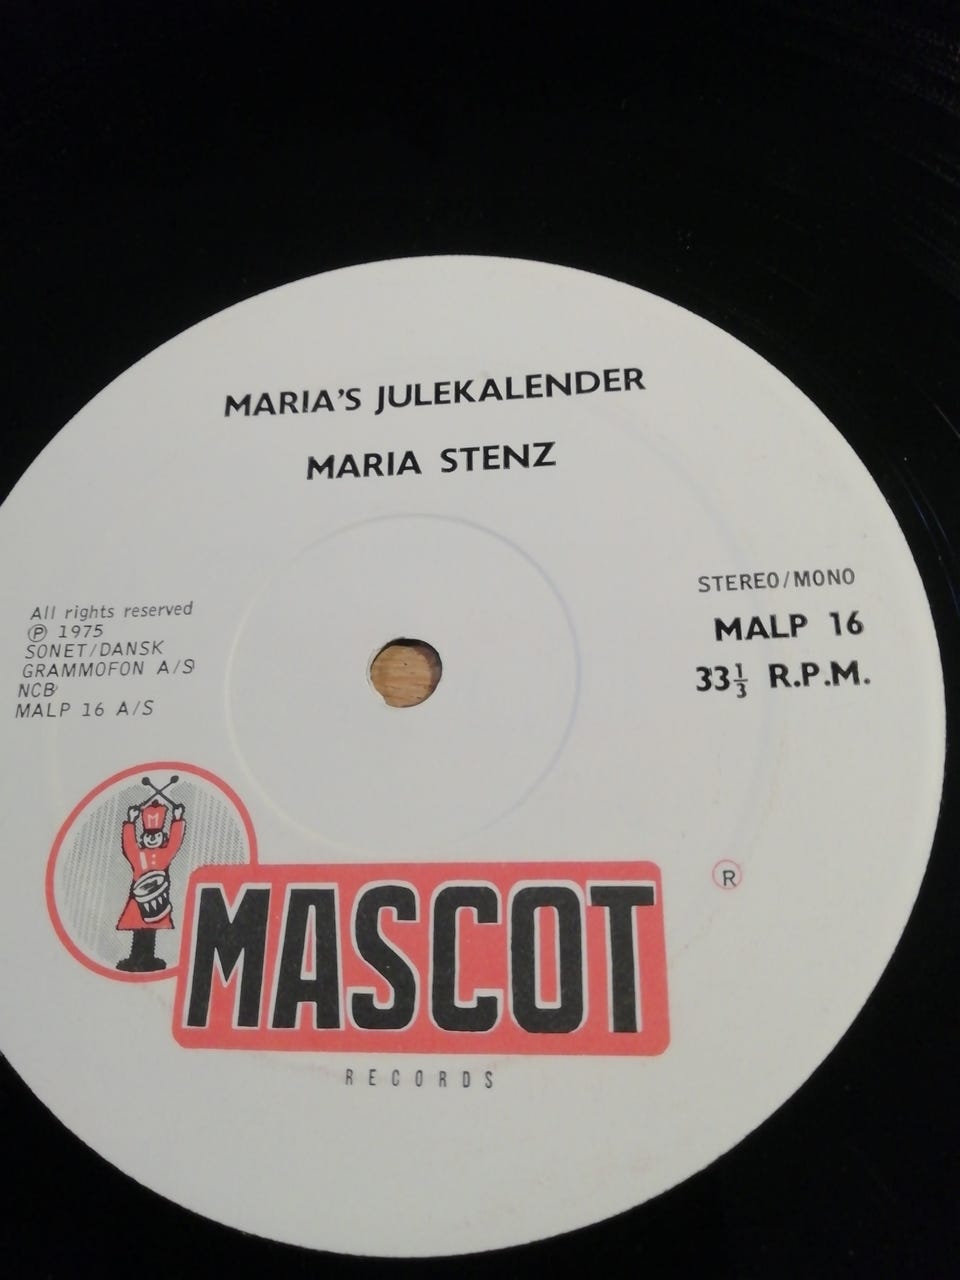 MARIA'S JULEKALENDER
MARIA STENZ
All rights reserved
Ⓟ 1975
SONET/DANSK
GRAMMOFON A/S
NCB
MALP 16 A/S
STEREO/MONO
MALP 16
33⅓ R.P.M.
M
MASCOT
®
RECORDS